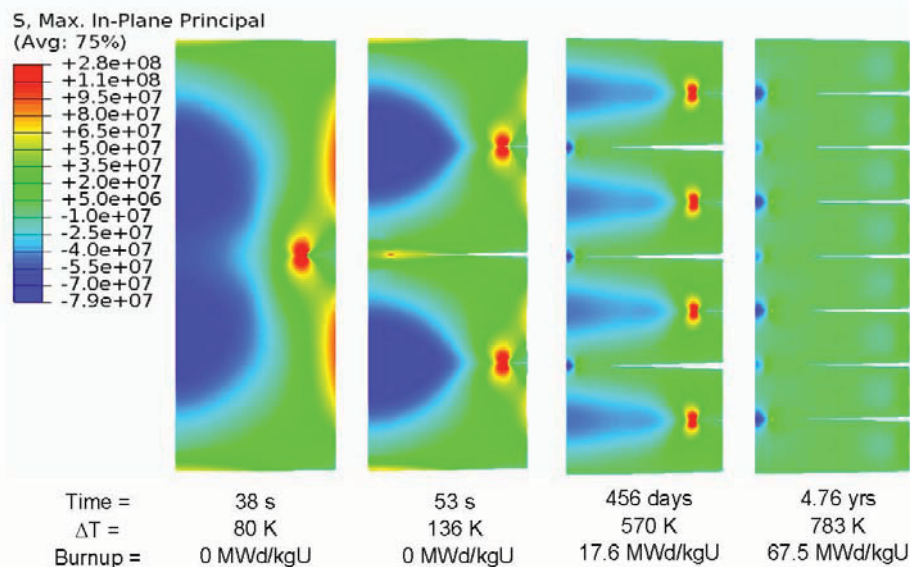 S, Max. In-Plane Principal
(Avg: 75%)
+2.8e+08
+1.1e+08
+9.5e+07
+8.0e+07
+6.5e+07
+5.0e+07
+3.5e+07
+2.0e+07
+5.0e+06
-1.0e+07
-2.5e+07
-4.0e+07
-5.5e+07
-7.0e+07
-7.9e+07
Time = 38 s 53 s 456 days 4.76 yrs
ΔT = 80 K 136 K 570 K 783 K
Burnup = 0 MWd/kgU 0 MWd/kgU 17.6 MWd/kgU 67.5 MWd/kgU